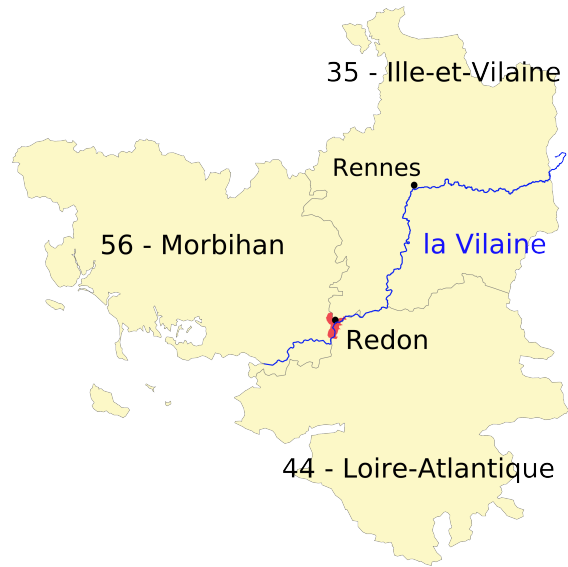 35 - Ille-et-Vilaine
Rennes
56 - Morbihan
la Vilaine
Redon
44 - Loire-Atlantique